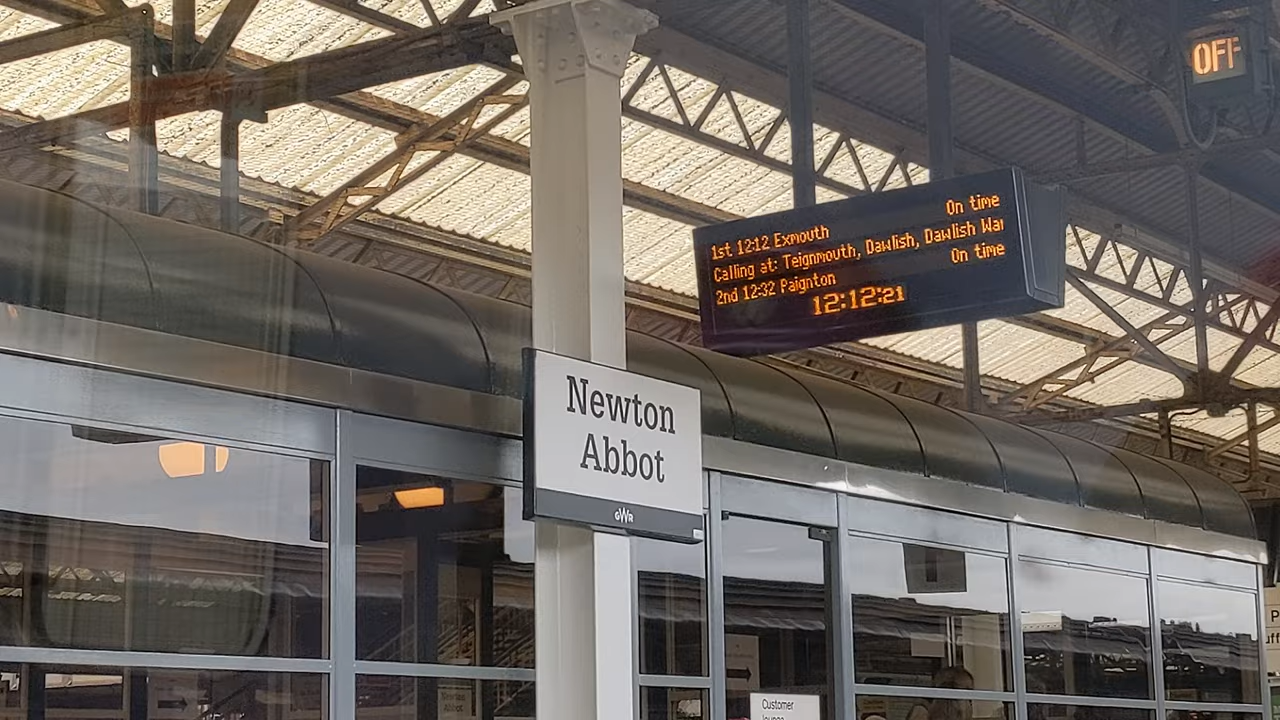 OFF
On time
1st 12:12 Exmouth
Calling at: Teignmouth, Dawlish, Dawlish War
On time
2nd 12:32 Paignton
12:12:21
Newton
Abbot
GWR
Customer
lounge